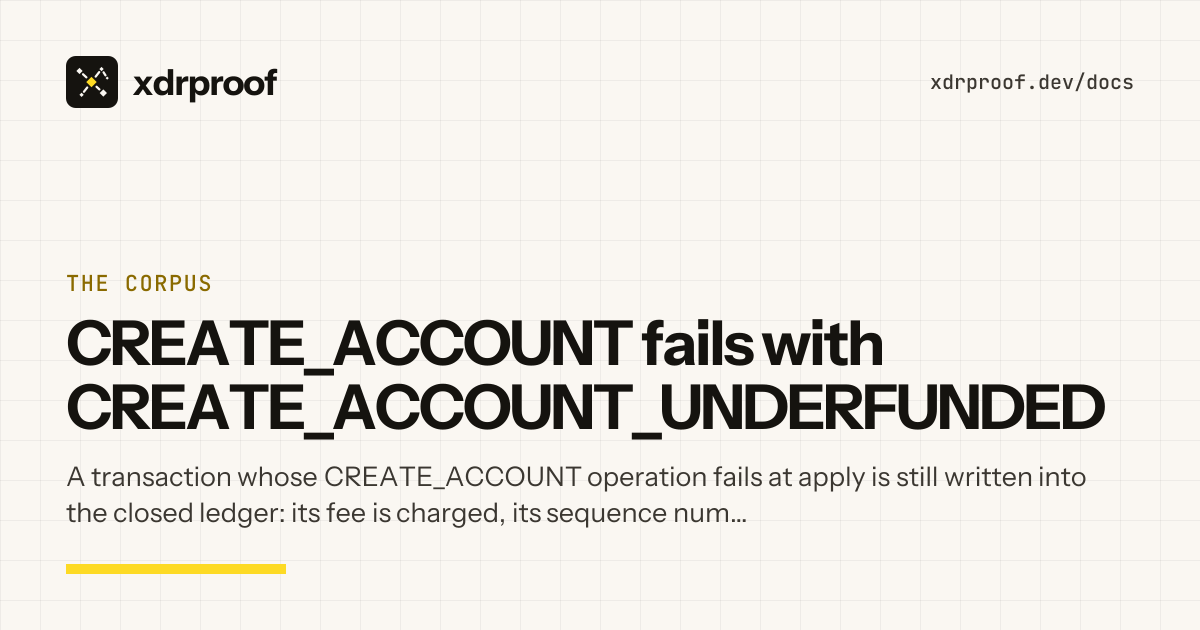 xdrproof
xdrproof.dev/docs
THE CORPUS
CREATE_ACCOUNT fails with
CREATE_ACCOUNT_UNDERFUNDED
A transaction whose CREATE_ACCOUNT operation fails at apply is still written into
the closed ledger: its fee is charged, its sequence num…